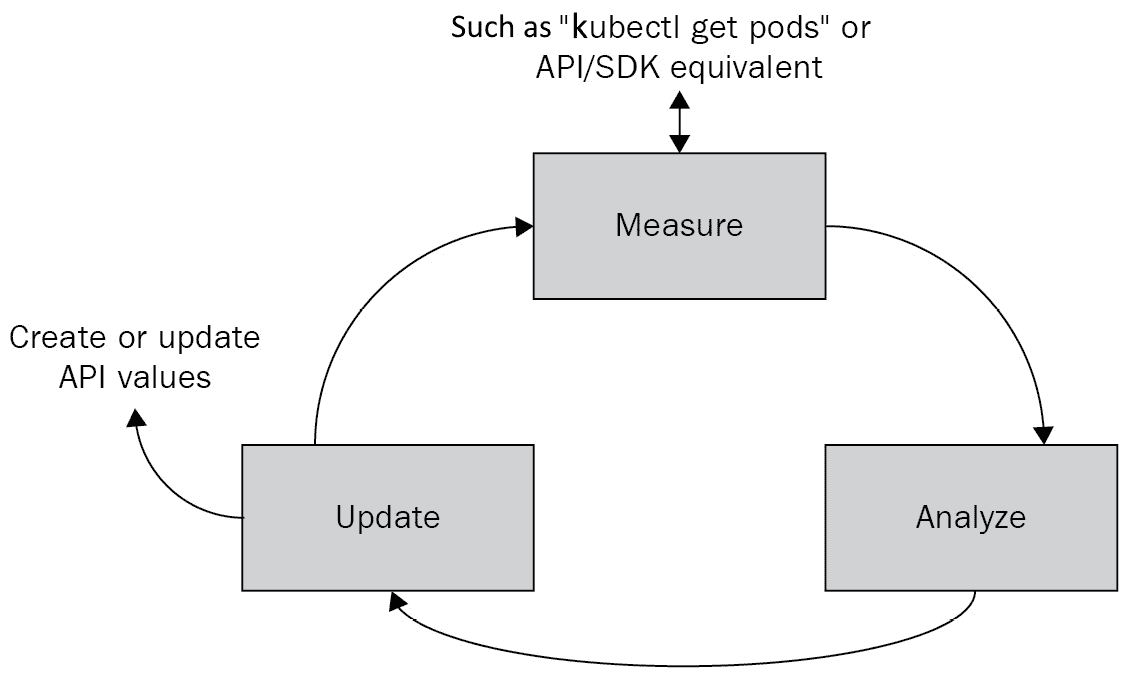 Such as "kubectl get pods" or
API/SDK equivalent
Measure
Create or update
API values
Update
Analyze